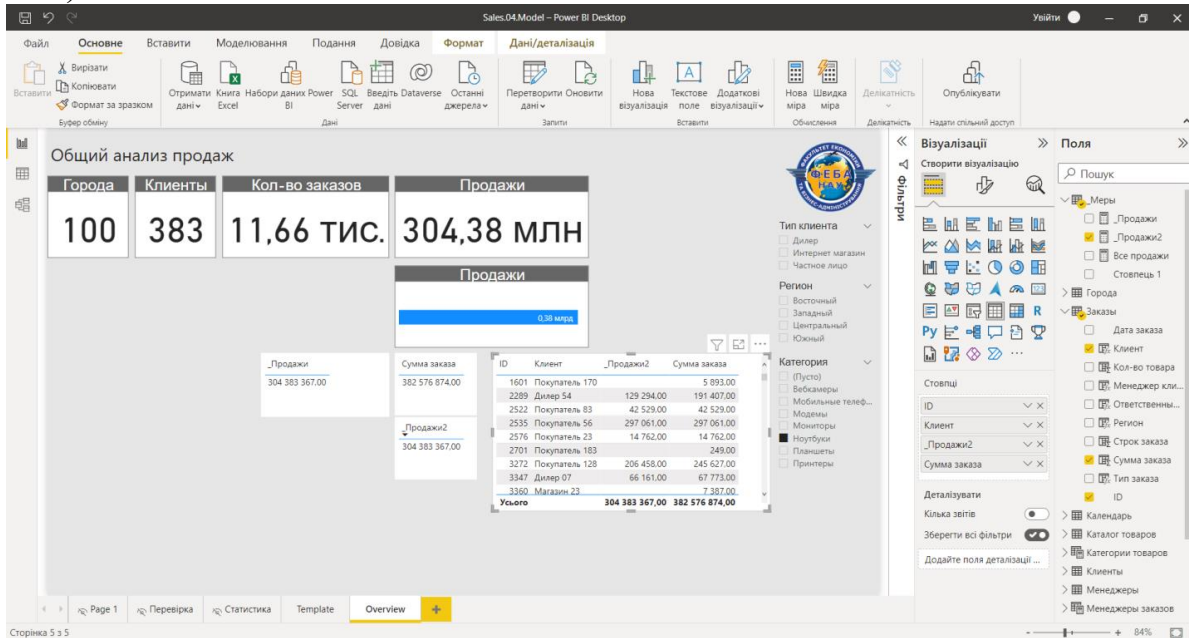 Sales.04.Model – Power BI Desktop
Увійти
Файл Основне Вставити Моделювання Подання Довідка Формат Дані/деталізація
Вставити
Вирізати
Копіювати
Формат за зразком
Отримати дані
Книга Excel
Набори даних Power BI
SQL Server
Введіть дані
Dataverse
Останні джерела
Перетворити дані
Оновити
Нова візуалізація
Текстове поле
Додаткові візуалізації
Нова міра
Швидка міра
Делікатність
Опублікувати
Буфер обміну Дані Запити Вставити Обчислення Делікатність Надати спільний доступ
Общий анализ продаж
Города
100
Клиенты
383
Кол-во заказов
11,66 тис.
Продажи
304,38 млн
Продажи
0,38 млрд
_Продажи
304 383 367.00
Сумма заказа
382 576 874.00
_Продажи2
304 383 367.00
ID Клиент _Продажи2 Сумма заказа
1601 Покупатель 170 5 893.00
2289 Дилер 54 129 294.00 191 407.00
2522 Покупатель 83 42 529.00 42 529.00
2535 Покупатель 56 297 061.00 297 061.00
2576 Покупатель 23 14 762.00 14 762.00
2701 Покупатель 183 249.00
3272 Покупатель 128 206 458.00 245 627.00
3347 Дилер 07 66 161.00 67 773.00
3360 Магазин 23 7 387.00
Усього 304 383 367,00 382 576 874,00
ФЕБА
НАУ
Тип клиента
Дилер
Интернет магазин
Частное лицо
Регион
Восточный
Западный
Центральный
Южный
Категория
(Пусто)
Вебкамеры
Мобильные телеф...
Модемы
Мониторы
Ноутбуки
Планшеты
Принтеры
Фільтри
Візуалізації
Створити візуалізацію
R
Py
Стовпці
ID
Клиент
_Продажи2
Сумма заказа
Деталізувати
Кілька звітів
Зберегти всі фільтри
Додайте поля деталізації ...
Поля
Пошук
_Меры
_Продажи
_Продажи2
Все продажи
Стовпець 1
Города
Заказы
Дата заказа
Клиент
Кол-во товара
Менеджер кли...
Ответственны...
Регион
Строк заказа
Сумма заказа
Тип заказа
ID
Календарь
Каталог товаров
Категории товаров
Клиенты
Менеджеры
Менеджеры заказов
Page 1 Перевірка Статистика Template Overview
Сторінка 5 з 5
84%